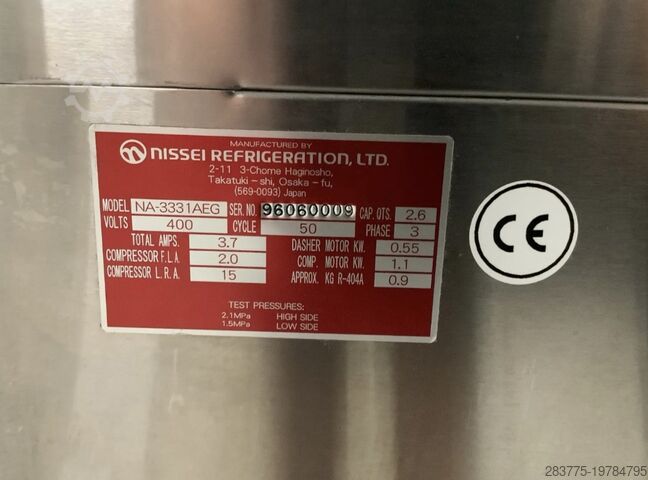 MANUFACTURED BY
NISSEI REFRIGERATION, LTD.
2-11 3-Chome Haginosho,
Takatuki-shi, Osaka-fu,
(569-0093) Japan
MODEL NA-3331AEG SER.NO. 96060009 CAP.QTS. 2.6
VOLTS 400 CYCLE 50 PHASE 3
TOTAL AMPS. 3.7 DASHER MOTOR KW. 0.55
COMPRESSOR F.L.A. 2.0 COMP. MOTOR KW. 1.1
COMPRESSOR L.R.A. 15 APPROX. KG R-404A 0.9
TEST PRESSURES:
2.1MPa HIGH SIDE
1.5MPa LOW SIDE
CE
283775-19784795